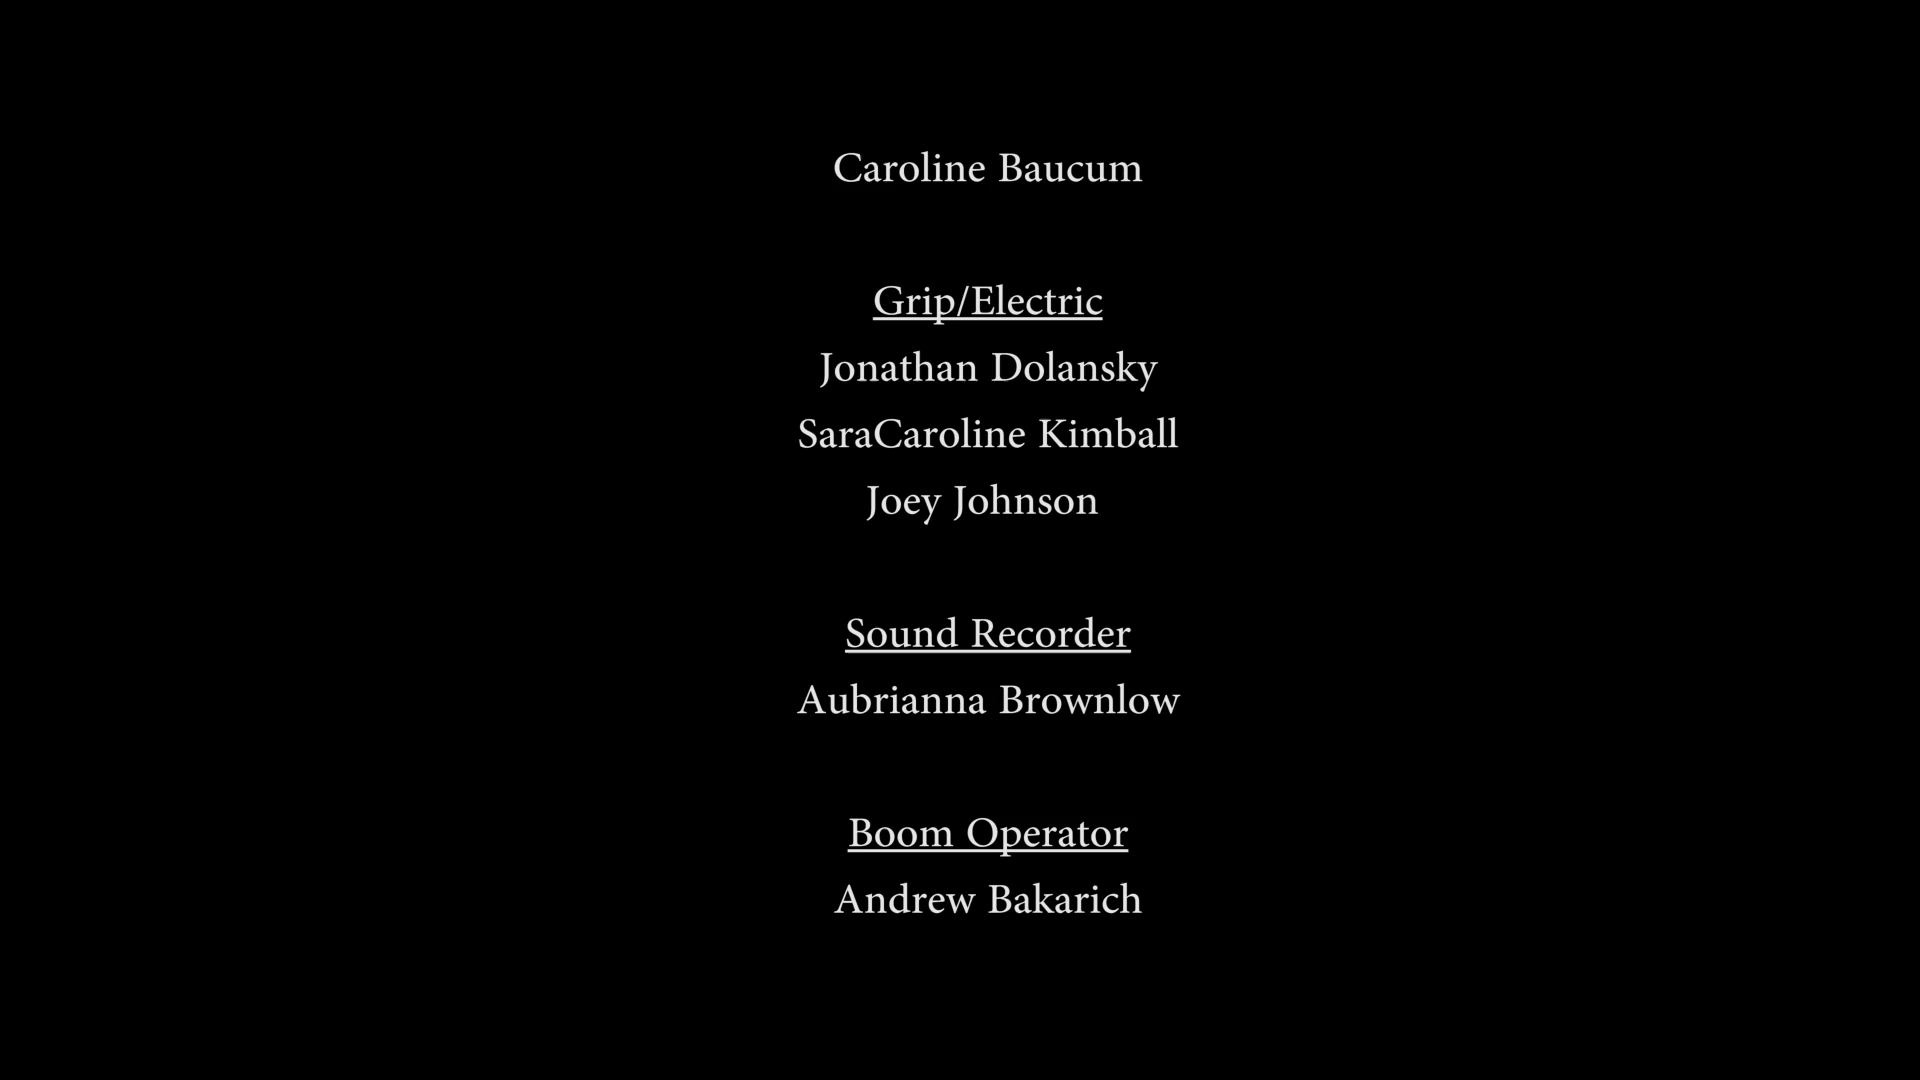 Caroline Baucum
Grip/Electric
Jonathan Dolansky
SaraCaroline Kimball
Joey Johnson
Sound Recorder
Aubrianna Brownlow
Boom Operator
Andrew Bakarich